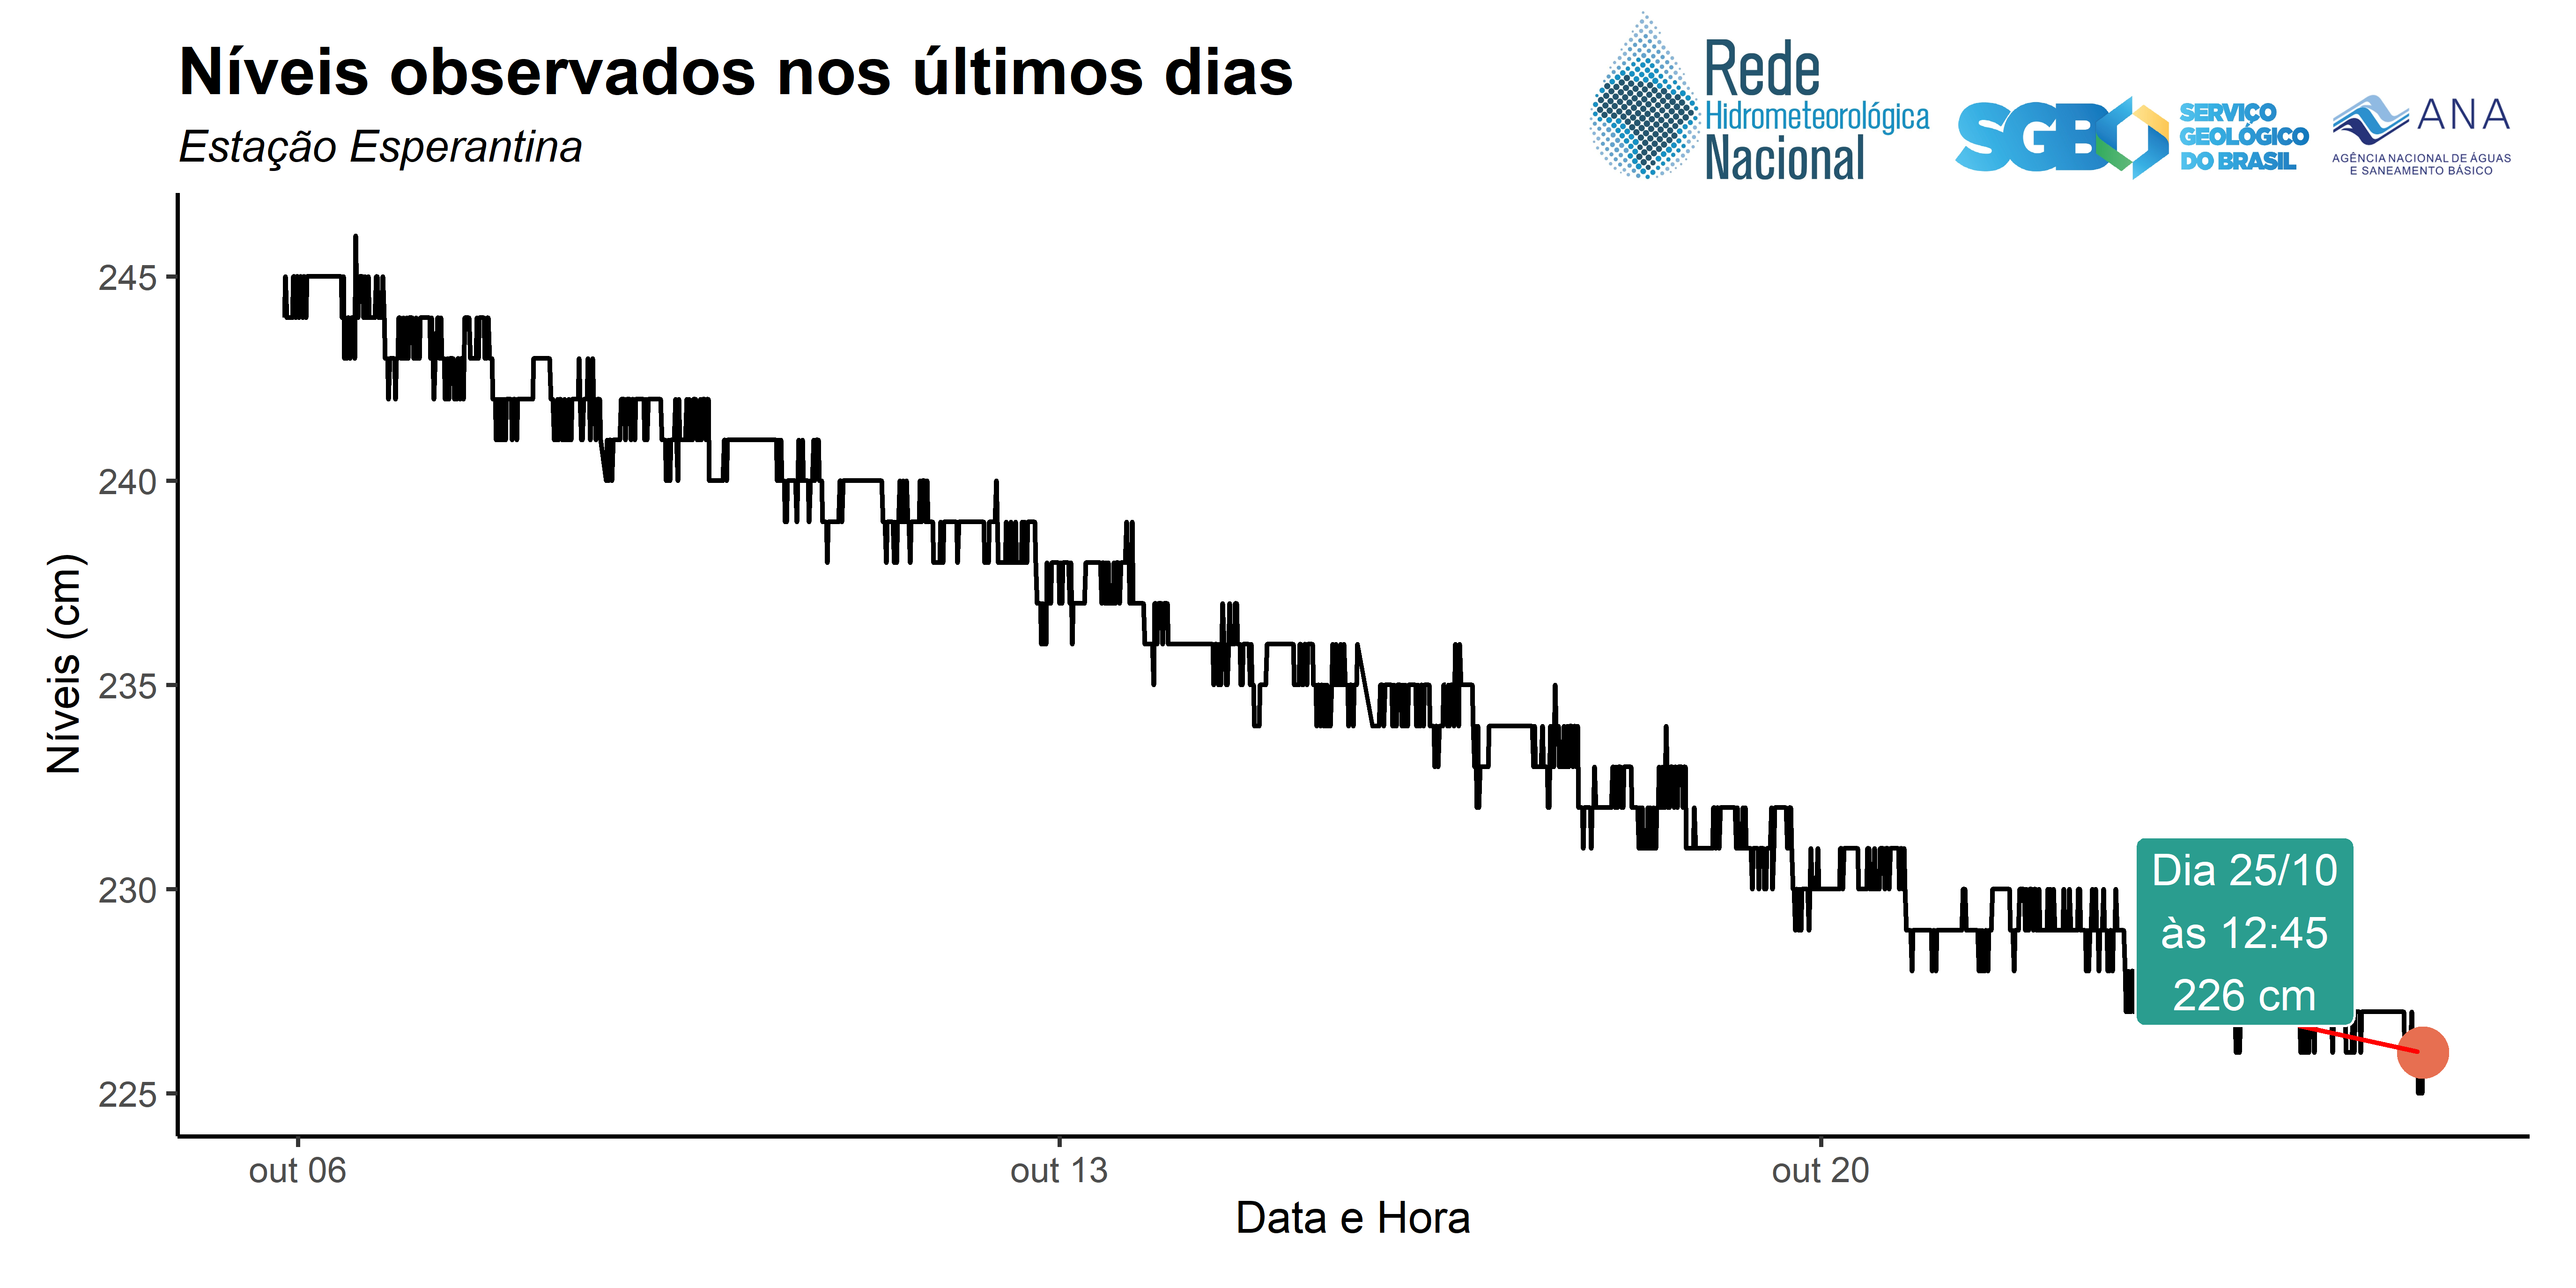 Níveis observados nos últimos dias
Estação Esperantina
Rede
Hidrometeorológica
Nacional
SGB
SERVIÇO
GEOLÓGICO
DO BRASIL
ANA
AGÊNCIA NACIONAL DE ÁGUAS
E SANEAMENTO BÁSICO
Níveis (cm)
245
240
235
230
225
Dia 25/10
às 12:45
226 cm
out 06
out 13
out 20
Data e Hora